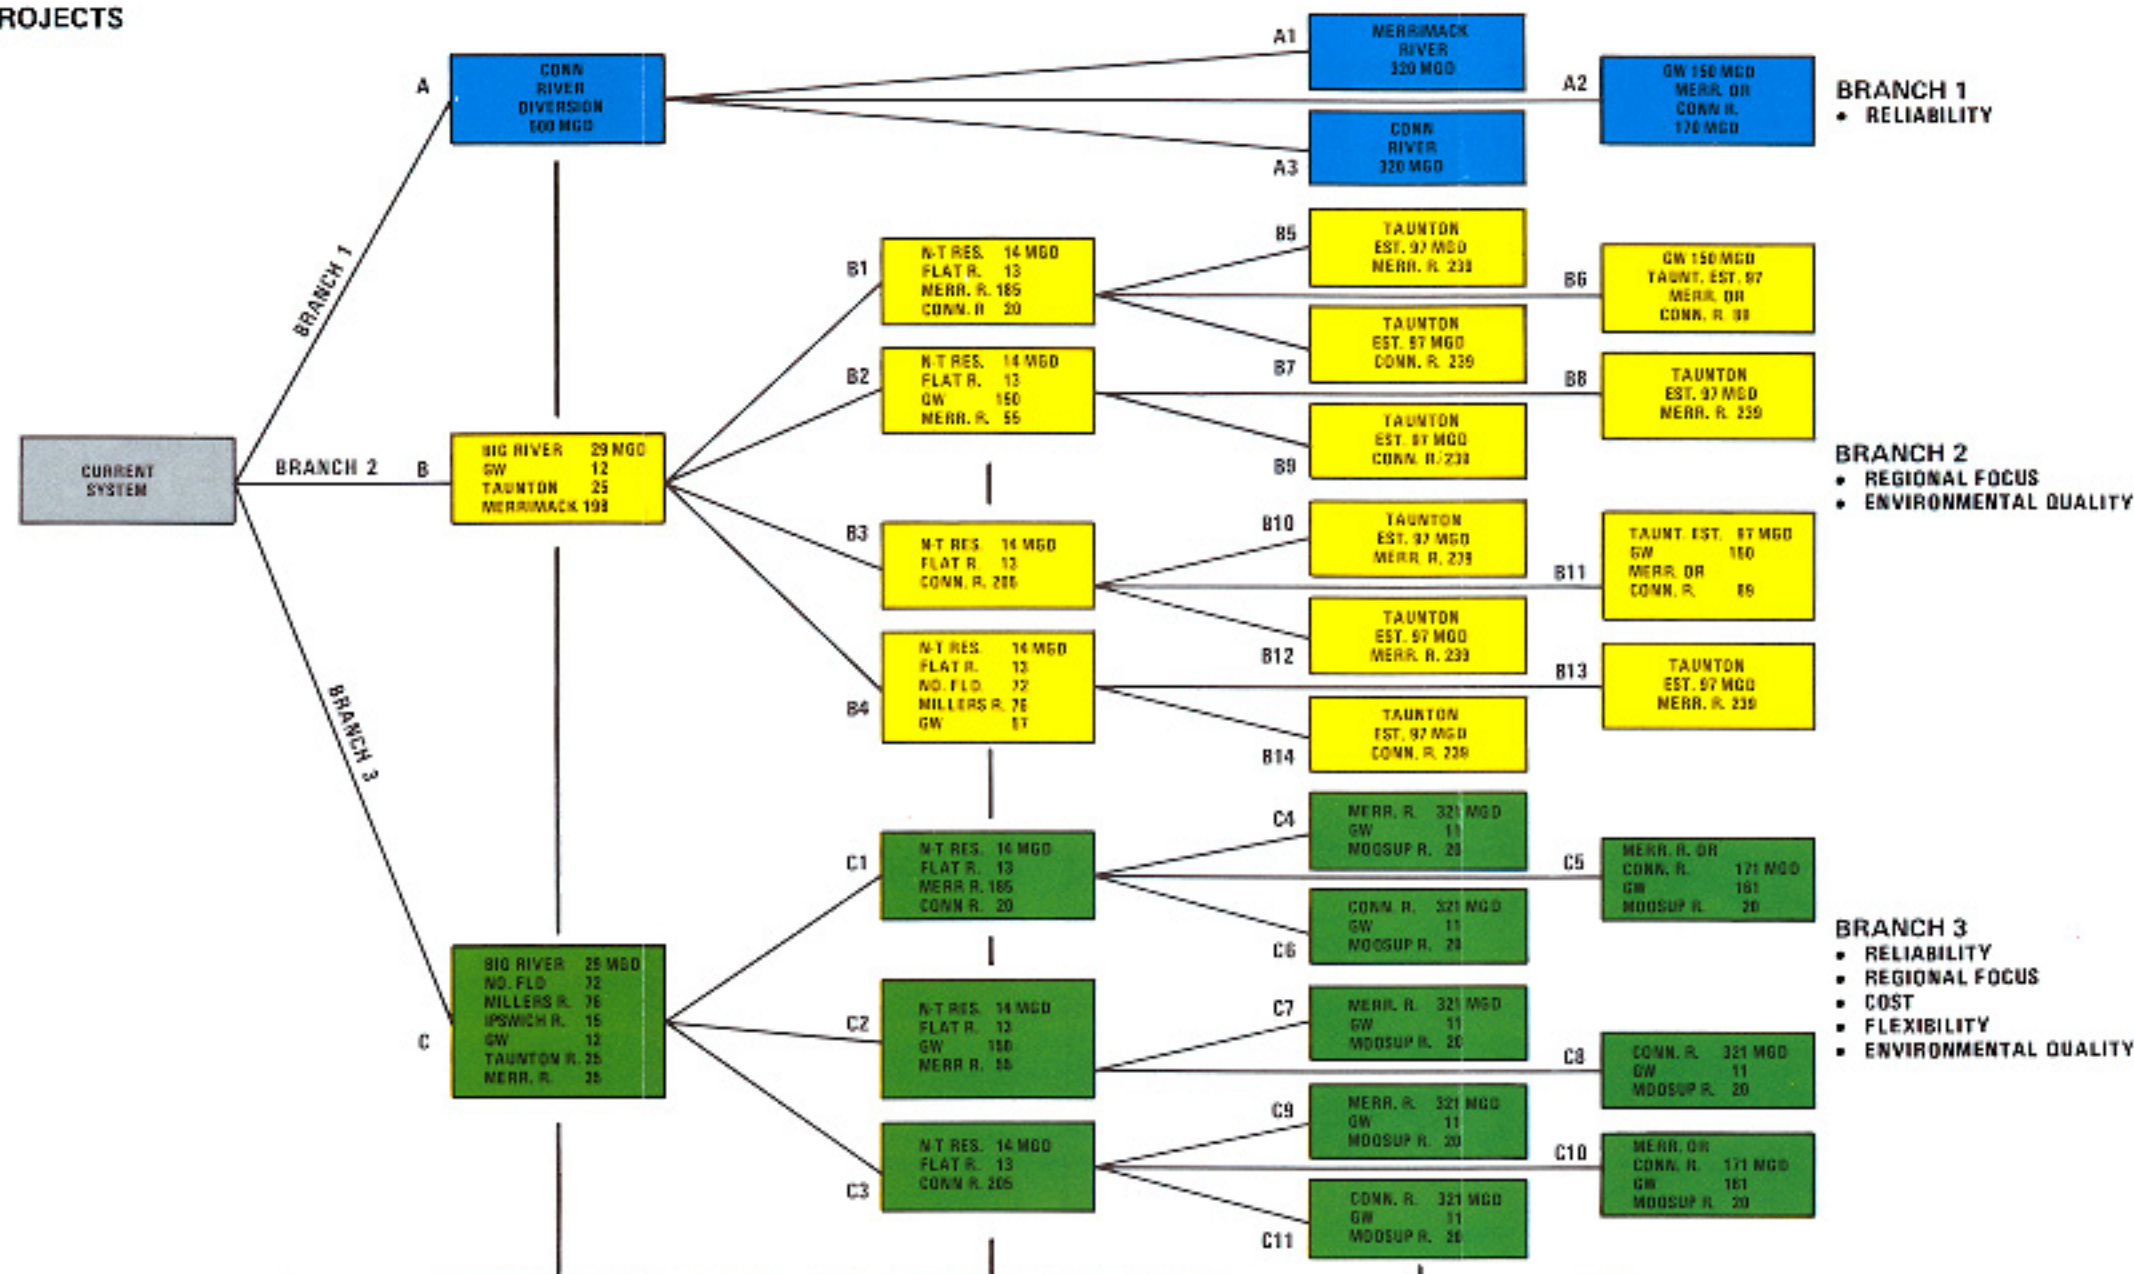 ROJECTS
CURRENT
SYSTEM
BRANCH 1
BRANCH 2
BRANCH 3
A
CONN
RIVER
DIVERSION
MGD
A1
MERRIMACK
RIVER
320 MGD
A2
GW 150 MGD
MERR. OR
CONN R.
170 MGD
A3
CONN
RIVER
320 MGD
BRANCH 1
• RELIABILITY
B
BIG RIVER 29 MGD
GW 12
TAUNTON 25
MERRIMACK 198
B1
N-T RES. 14 MGD
FLAT R. 13
MERR. R. 185
CONN. R 20
B5
TAUNTON
EST. 97 MGD
MERR. R. 239
B6
GW 150 MGD
TAUNT. EST. 97
MERR. OR
CONN. R. 89
B7
TAUNTON
EST. 97 MGD
CONN. R. 239
B2
N-T RES. 14 MGD
FLAT R. 13
GW 150
MERR. R. 55
B8
TAUNTON
EST. 97 MGD
MERR. R. 239
B9
TAUNTON
EST. 97 MGD
CONN. R. 239
B3
N-T RES. 14 MGD
FLAT R. 13
CONN. R. 205
B10
TAUNTON
EST. 97 MGD
MERR. R. 239
B11
TAUNT. EST. 97 MGD
GW 150
MERR. OR
CONN. R. 89
B12
TAUNTON
EST. 97 MGD
MERR. R. 239
B4
N-T RES. 14 MGD
FLAT R. 13
NO. FLD. 72
MILLERS R. 76
GW 57
B13
TAUNTON
EST. 97 MGD
MERR. R. 239
B14
TAUNTON
EST. 97 MGD
CONN. R. 239
BRANCH 2
• REGIONAL FOCUS
• ENVIRONMENTAL QUALITY
C
BIG RIVER 29 MGD
NO. FLD 72
MILLERS R. 76
IPSWICH R. 15
GW 12
TAUNTON R. 25
MERR. R. 35
C1
N-T RES. 14 MGD
FLAT R. 13
MERR R. 185
CONN R. 20
C4
MERR. R. 321 MGD
GW 11
MOOSUP R. 20
C5
MERR. R. OR
CONN. R. 171 MGD
GW 161
MOOSUP R. 20
C6
CONN. R. 321 MGD
GW 11
MOOSUP R. 20
C2
N-T RES. 14 MGD
FLAT R. 13
GW 150
MERR R. 55
C7
MERR. R. 321 MGD
GW 11
MOOSUP R. 20
C8
CONN. R. 321 MGD
GW 11
MOOSUP R. 20
C3
N-T RES. 14 MGD
FLAT R. 13
CONN R. 205
C9
MERR. R. 321 MGD
GW 11
MOOSUP R. 20
C10
MERR. OR
CONN. R. 171 MGD
GW 161
MOOSUP R. 20
C11
CONN. R. 321 MGD
GW 11
MOOSUP R. 20
BRANCH 3
• RELIABILITY
• REGIONAL FOCUS
• COST
• FLEXIBILITY
• ENVIRONMENTAL QUALITY